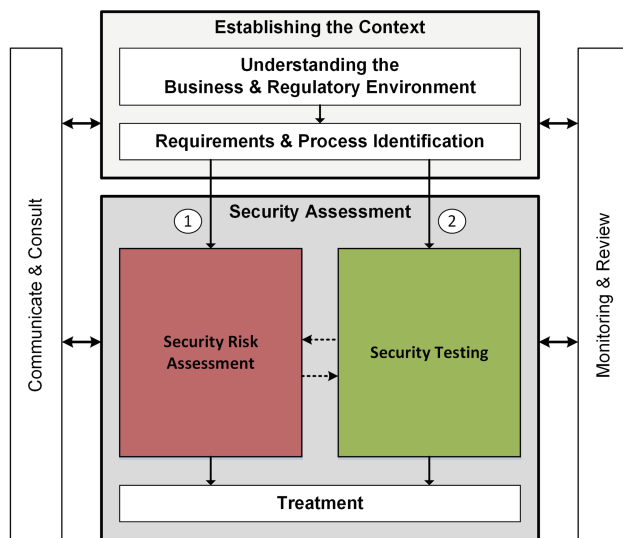 Establishing the Context
Understanding the
Business & Regulatory Environment
Requirements & Process Identification
Communicate & Consult
Monitoring & Review
1
Security Assessment
2
Security Risk
Assessment
Security Testing
Treatment